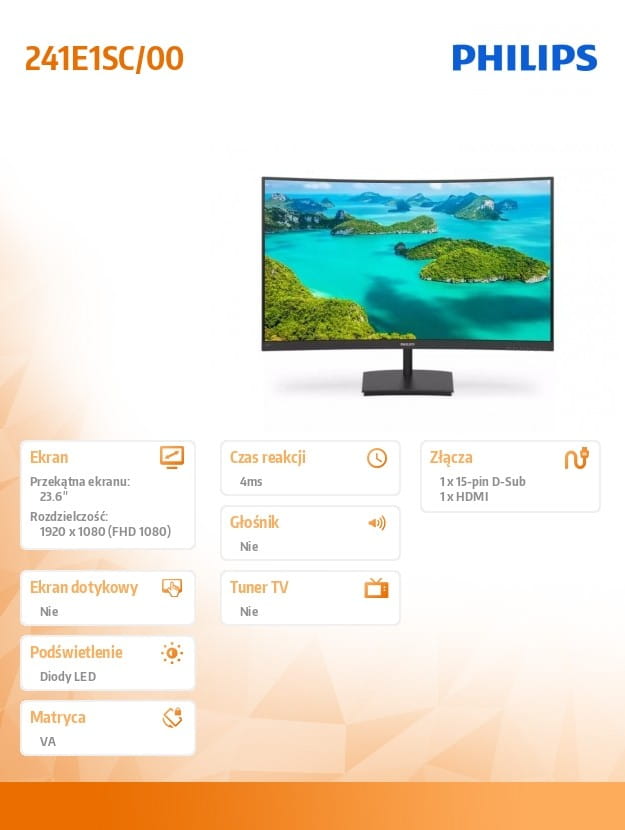 241E1SC/00
PHILIPS
PHILIPS
Ekran
Przekątna ekranu:
23.6"
Rozdzielczość:
1920 x 1080 (FHD 1080)
Ekran dotykowy
Nie
Podświetlenie
Diody LED
Matryca
VA
Czas reakcji
4ms
Głośnik
Nie
Tuner TV
Nie
Złącza
1 x 15-pin D-Sub
1 x HDMI